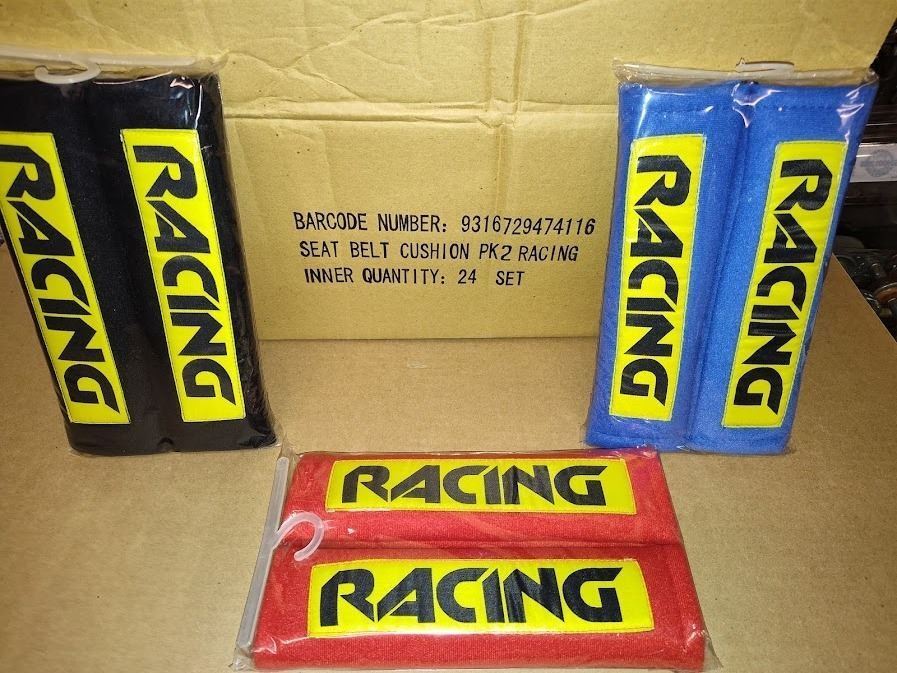 RACING
RACING
BARCODE NUMBER: 9316729474116
SEAT BELT CUSHION PK2 RACING
INNER QUANTITY: 24 SET
RACING
RACING
RACING
RACING